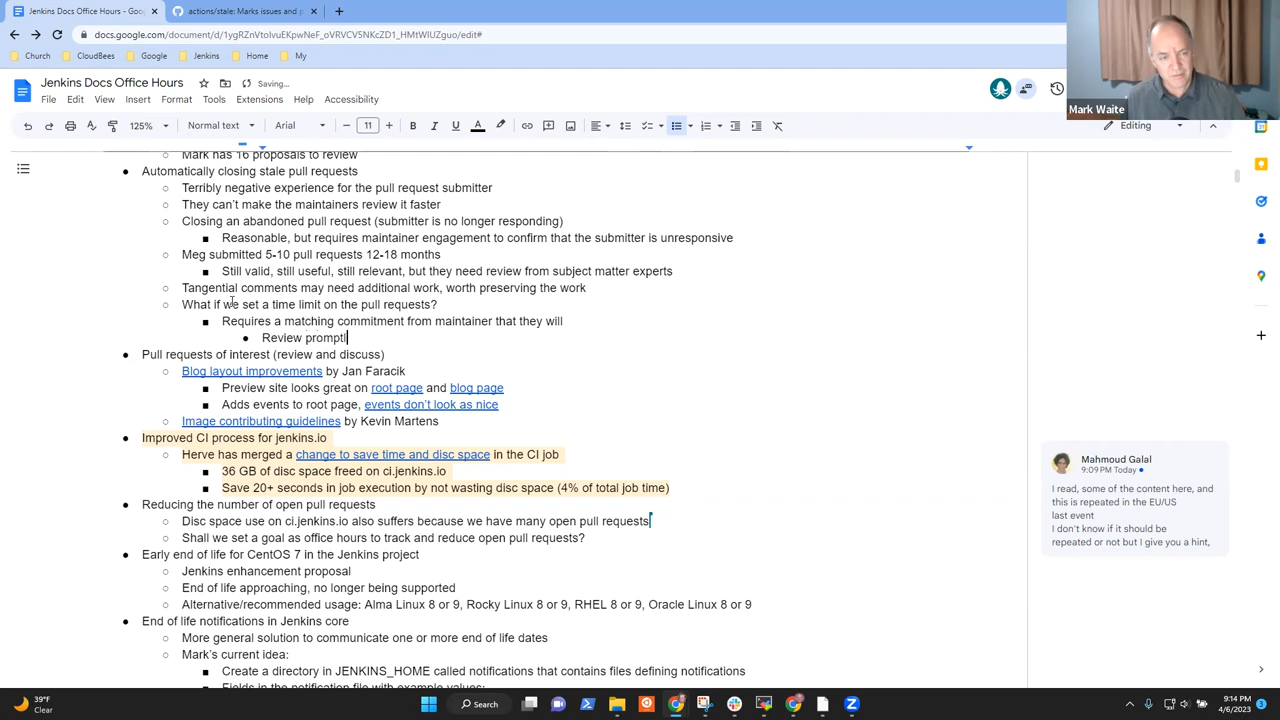 Jenkins Docs Office Hours
actions/stale: Marks issues and p
docs.google.com/document/d/1ygRZnVtoIvuEKpwNeF_oVRVCV5NKcZD1_HMtWIUZguo/edit#
Church
CloudBees
Google
Jenkins
Home
My
Jenkins Docs Office Hours
Saving...
File Edit View Insert Format Tools Extensions Help Accessibility
125%
Normal text
Arial
11
Editing
Mark Waite
Mark has 16 proposals to review
Automatically closing stale pull requests
Terribly negative experience for the pull request submitter
They can't make the maintainers review it faster
Closing an abandoned pull request (submitter is no longer responding)
Reasonable, but requires maintainer engagement to confirm that the submitter is unresponsive
Meg submitted 5-10 pull requests 12-18 months
Still valid, still useful, still relevant, but they need review from subject matter experts
Tangential comments may need additional work, worth preserving the work
What if we set a time limit on the pull requests?
Requires a matching commitment from maintainer that they will
Review promptl
Pull requests of interest (review and discuss)
Blog layout improvements by Jan Faracik
Preview site looks great on root page and blog page
Adds events to root page, events don't look as nice
Image contributing guidelines by Kevin Martens
Improved CI process for jenkins.io
Herve has merged a change to save time and disc space in the CI job
36 GB of disc space freed on ci.jenkins.io
Save 20+ seconds in job execution by not wasting disc space (4% of total job time)
Reducing the number of open pull requests
Disc space use on ci.jenkins.io also suffers because we have many open pull requests
Shall we set a goal as office hours to track and reduce open pull requests?
Early end of life for CentOS 7 in the Jenkins project
Jenkins enhancement proposal
End of life approaching, no longer being supported
Alternative/recommended usage: Alma Linux 8 or 9, Rocky Linux 8 or 9, RHEL 8 or 9, Oracle Linux 8 or 9
End of life notifications in Jenkins core
More general solution to communicate one or more end of life dates
Mark's current idea:
Create a directory in JENKINS_HOME called notifications that contains files defining notifications
Fields in the notification file with example values:
Mahmoud Galal
9:09 PM Today
I read, some of the content here, and
this is repeated in the EU/US
last event
I don't know if it should be
repeated or not but I give you a hint,
39°F
Clear
Search
9:14 PM
4/6/2023
3